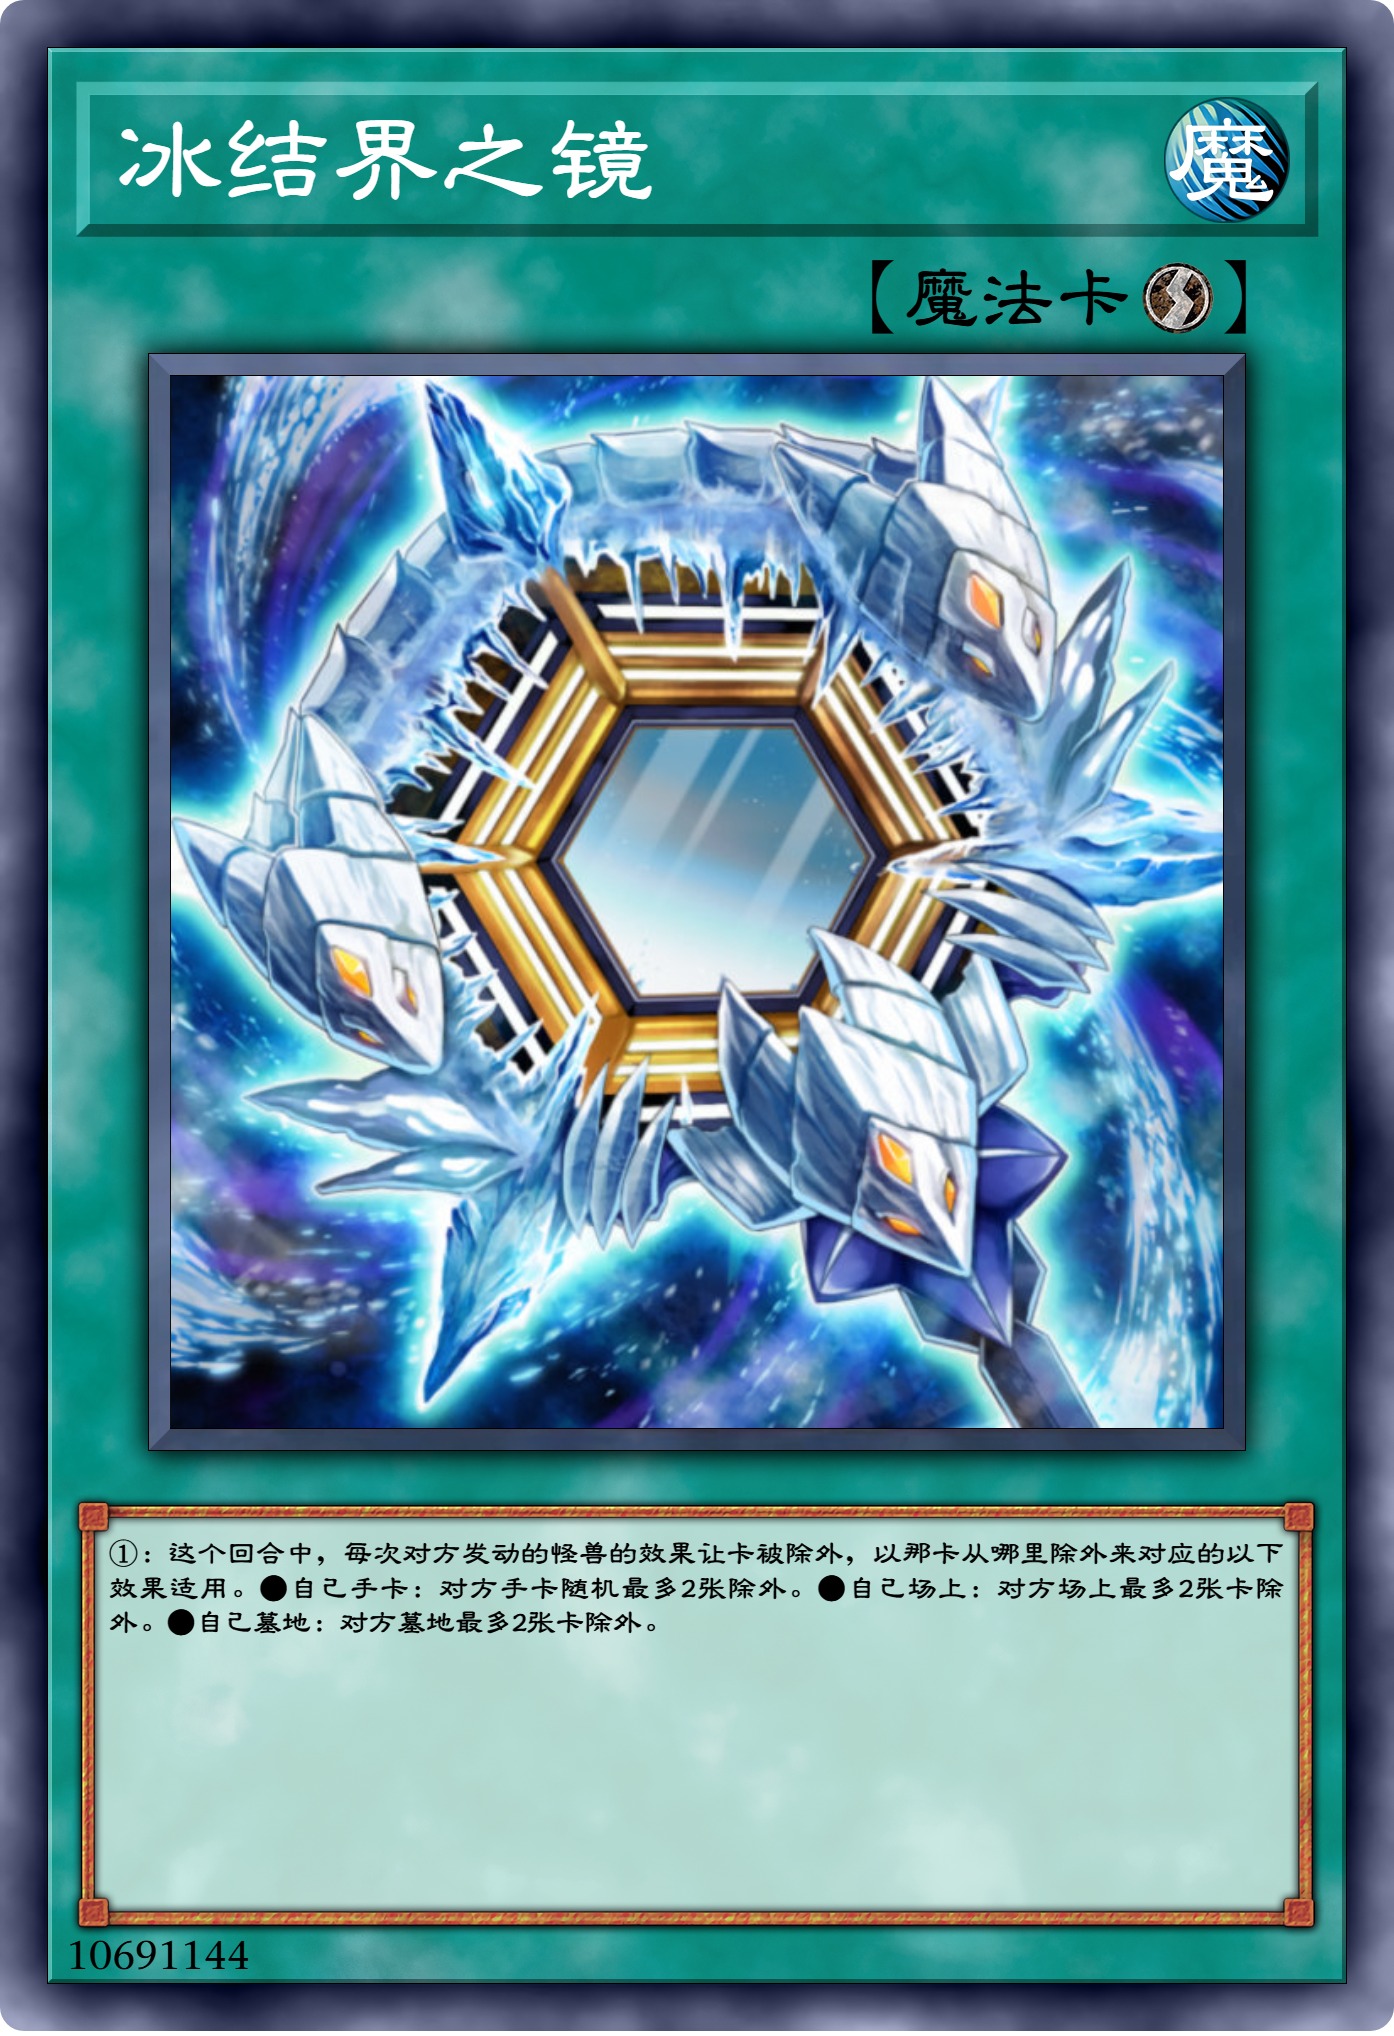 冰结界之镜 魔
【魔法卡】
①：这个回合中，每次对方发动的怪兽的效果让卡被除外，以那卡从哪里除外来对应的以下
效果适用。●自己手卡：对方手卡随机最多2张除外。●自己场上：对方场上最多2张卡除
外。●自己墓地：对方墓地最多2张卡除外。
10691144